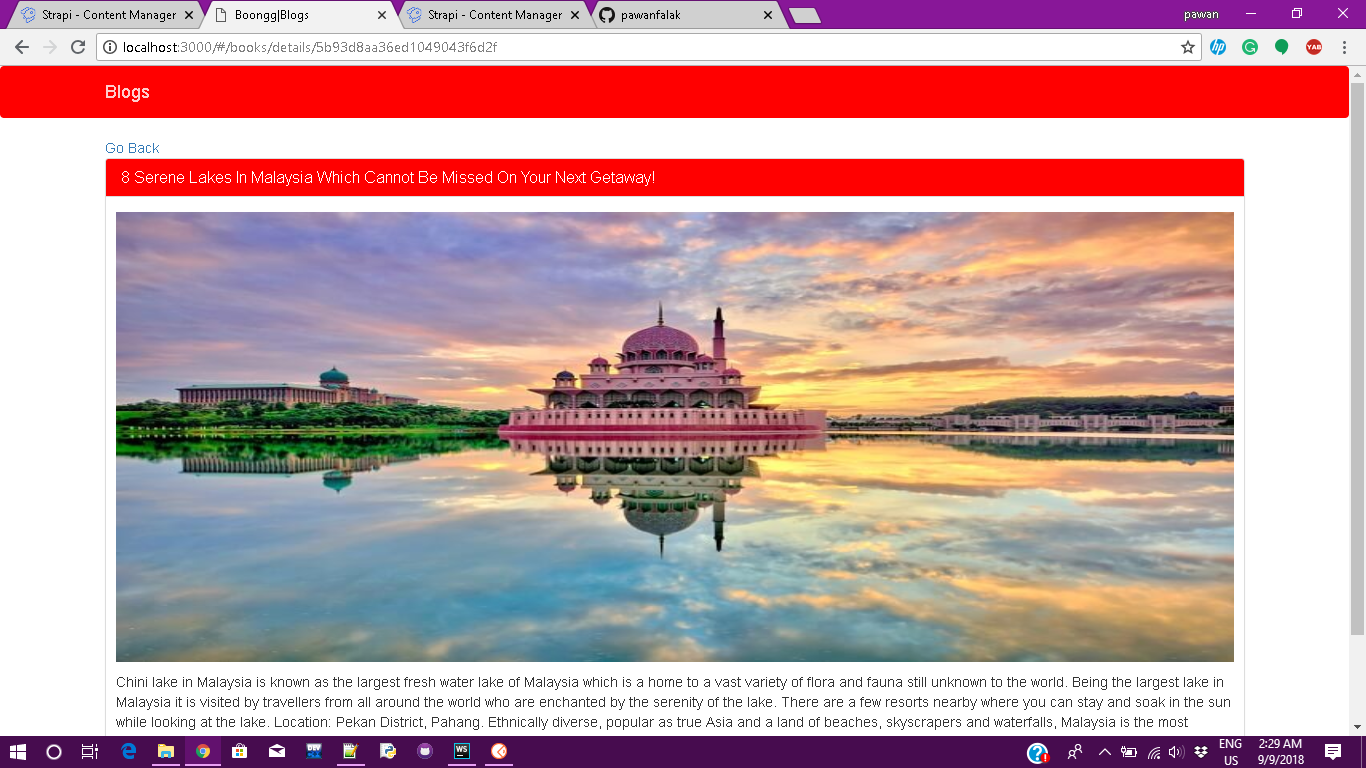 Strapi - Content Manager
Boongg|Blogs
Strapi - Content Manager
pawanfalak
pawan
localhost:3000/#/books/details/5b93d8aa36ed1049043f6d2f
hp
G
YAB
Blogs
Go Back
8 Serene Lakes In Malaysia Which Cannot Be Missed On Your Next Getaway!
Chini lake in Malaysia is known as the largest fresh water lake of Malaysia which is a home to a vast variety of flora and fauna still unknown to the world. Being the largest lake in
Malaysia it is visited by travellers from all around the world who are enchanted by the serenity of the lake. There are a few resorts nearby where you can stay and soak in the sun
while looking at the lake. Location: Pekan District, Pahang. Ethnically diverse, popular as true Asia and a land of beaches, skyscrapers and waterfalls, Malaysia is the most
WS
?
ENG
US
2:29 AM
9/9/2018